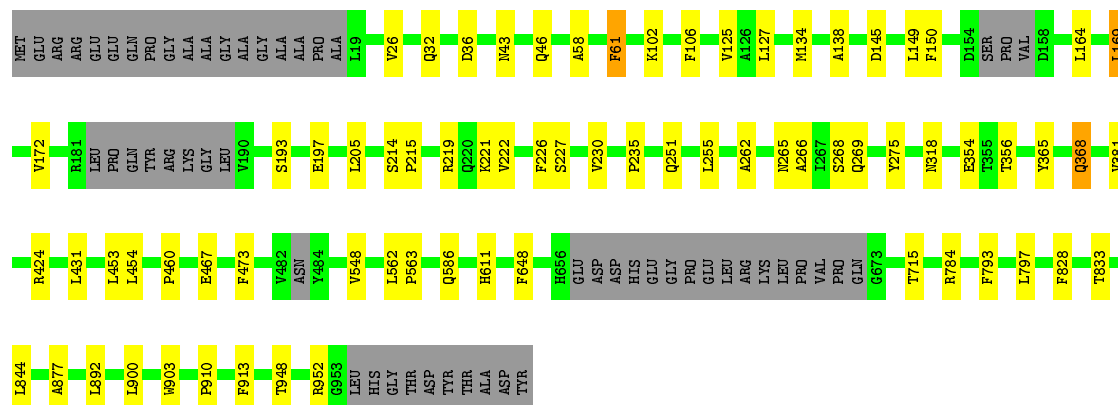 MET GLU ARG ARG GLU GLU GLN PRO GLY ALA ALA GLY ALA GLY ALA ALA PRO ALA L19 V26 Q32 D36 N43 Q46 A58 F61 K102 F106 V125 A126 L127 M134 A138 D145 L149 F150 D154 SER PRO VAL D158 L164 L169
V172 R181 LEU PRO GLN TYR ARG LYS GLY LEU V190 S193 E197 L205 S214 P215 R219 Q220 K221 V222 F226 S227 V230 P235 Q251 L255 A262 N265 A266 I267 S268 Q269 Y275 N318 E354 T355 T356 Y365 Q368 V381
R424 L431 L453 L454 P460 E467 F473 V482 ASN Y484 V548 L562 P563 Q586 H611 F648 H656 GLU ASP ASP HIS GLU GLY PRO GLU LEU ARG LYS LEU PRO VAL PRO GLN G673 T715 R784 F793 L797 F828 T833
L844 A877 L892 L900 W903 P910 F913 T948 R952 G953 LEU HIS GLY THR ASP TYR THR ALA ASP TYR